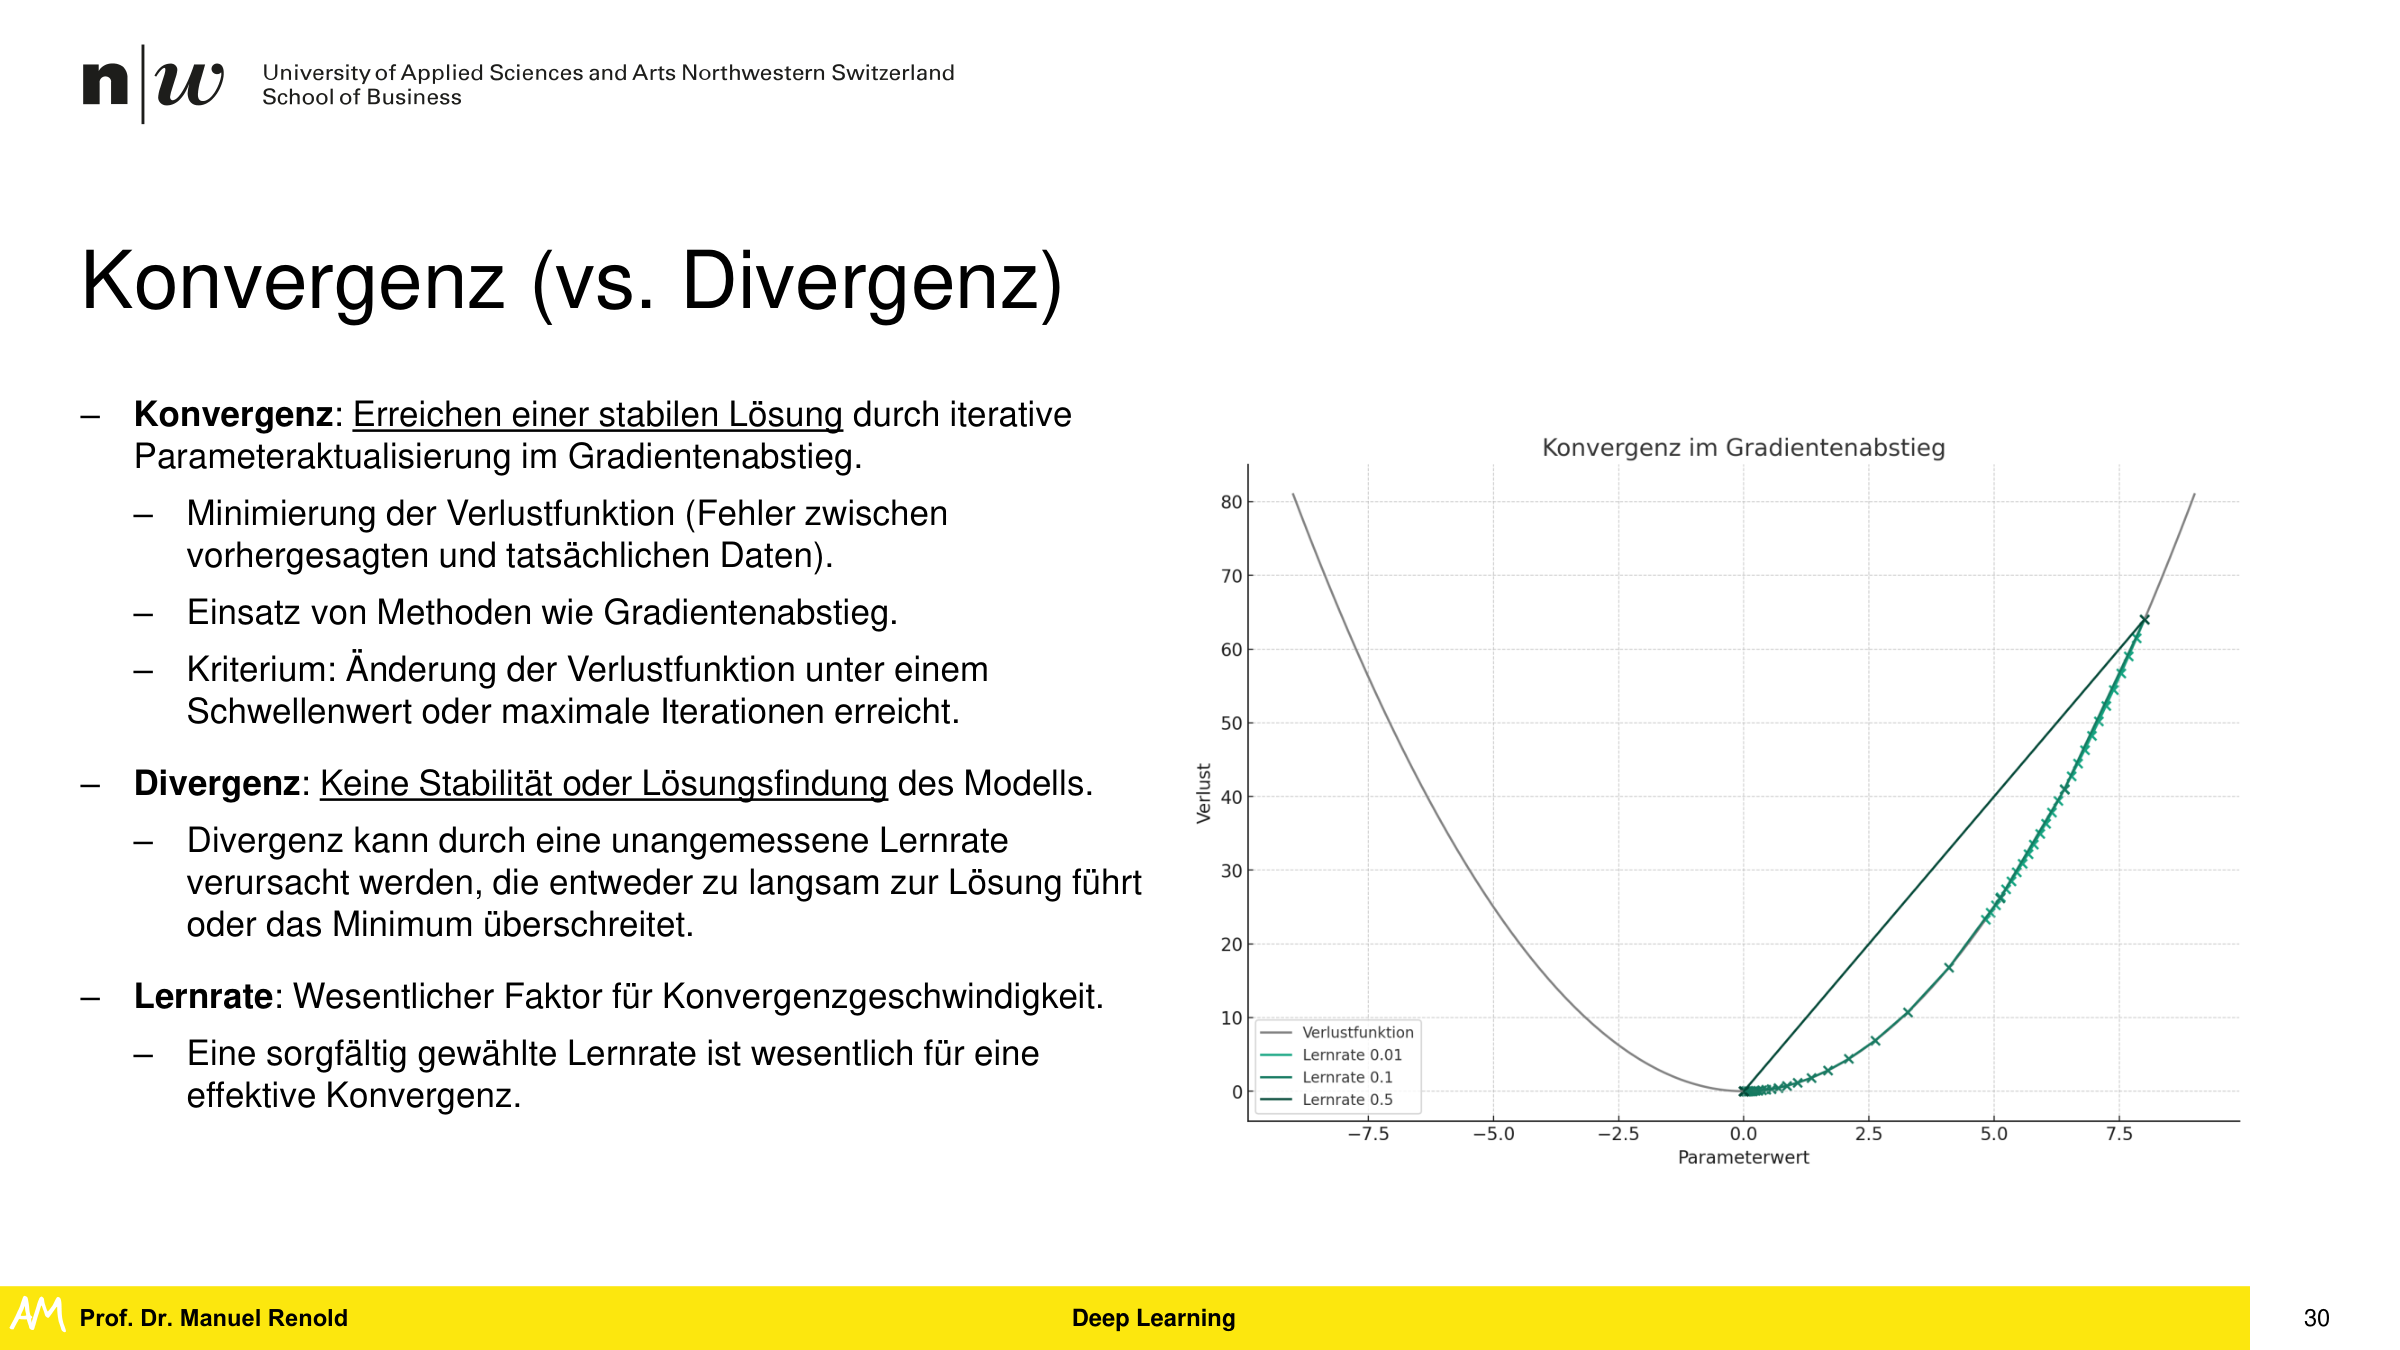 n|w University of Applied Sciences and Arts Northwestern Switzerland
School of Business
Konvergenz (vs. Divergenz)
– Konvergenz: Erreichen einer stabilen Lösung durch iterative
Parameteraktualisierung im Gradientenabstieg.
– Minimierung der Verlustfunktion (Fehler zwischen
vorhergesagten und tatsächlichen Daten).
– Einsatz von Methoden wie Gradientenabstieg.
– Kriterium: Änderung der Verlustfunktion unter einem
Schwellenwert oder maximale Iterationen erreicht.
– Divergenz: Keine Stabilität oder Lösungsfindung des Modells.
– Divergenz kann durch eine unangemessene Lernrate
verursacht werden, die entweder zu langsam zur Lösung führt
oder das Minimum überschreitet.
– Lernrate: Wesentlicher Faktor für Konvergenzgeschwindigkeit.
– Eine sorgfältig gewählte Lernrate ist wesentlich für eine
effektive Konvergenz.
Konvergenz im Gradientenabstieg
80
70
60
50
40
30
20
10
0
Verlust
Verlustfunktion
Lernrate 0.01
Lernrate 0.1
Lernrate 0.5
−7.5 −5.0 −2.5 0.0 2.5 5.0 7.5
Parameterwert
AM Prof. Dr. Manuel Renold Deep Learning 30